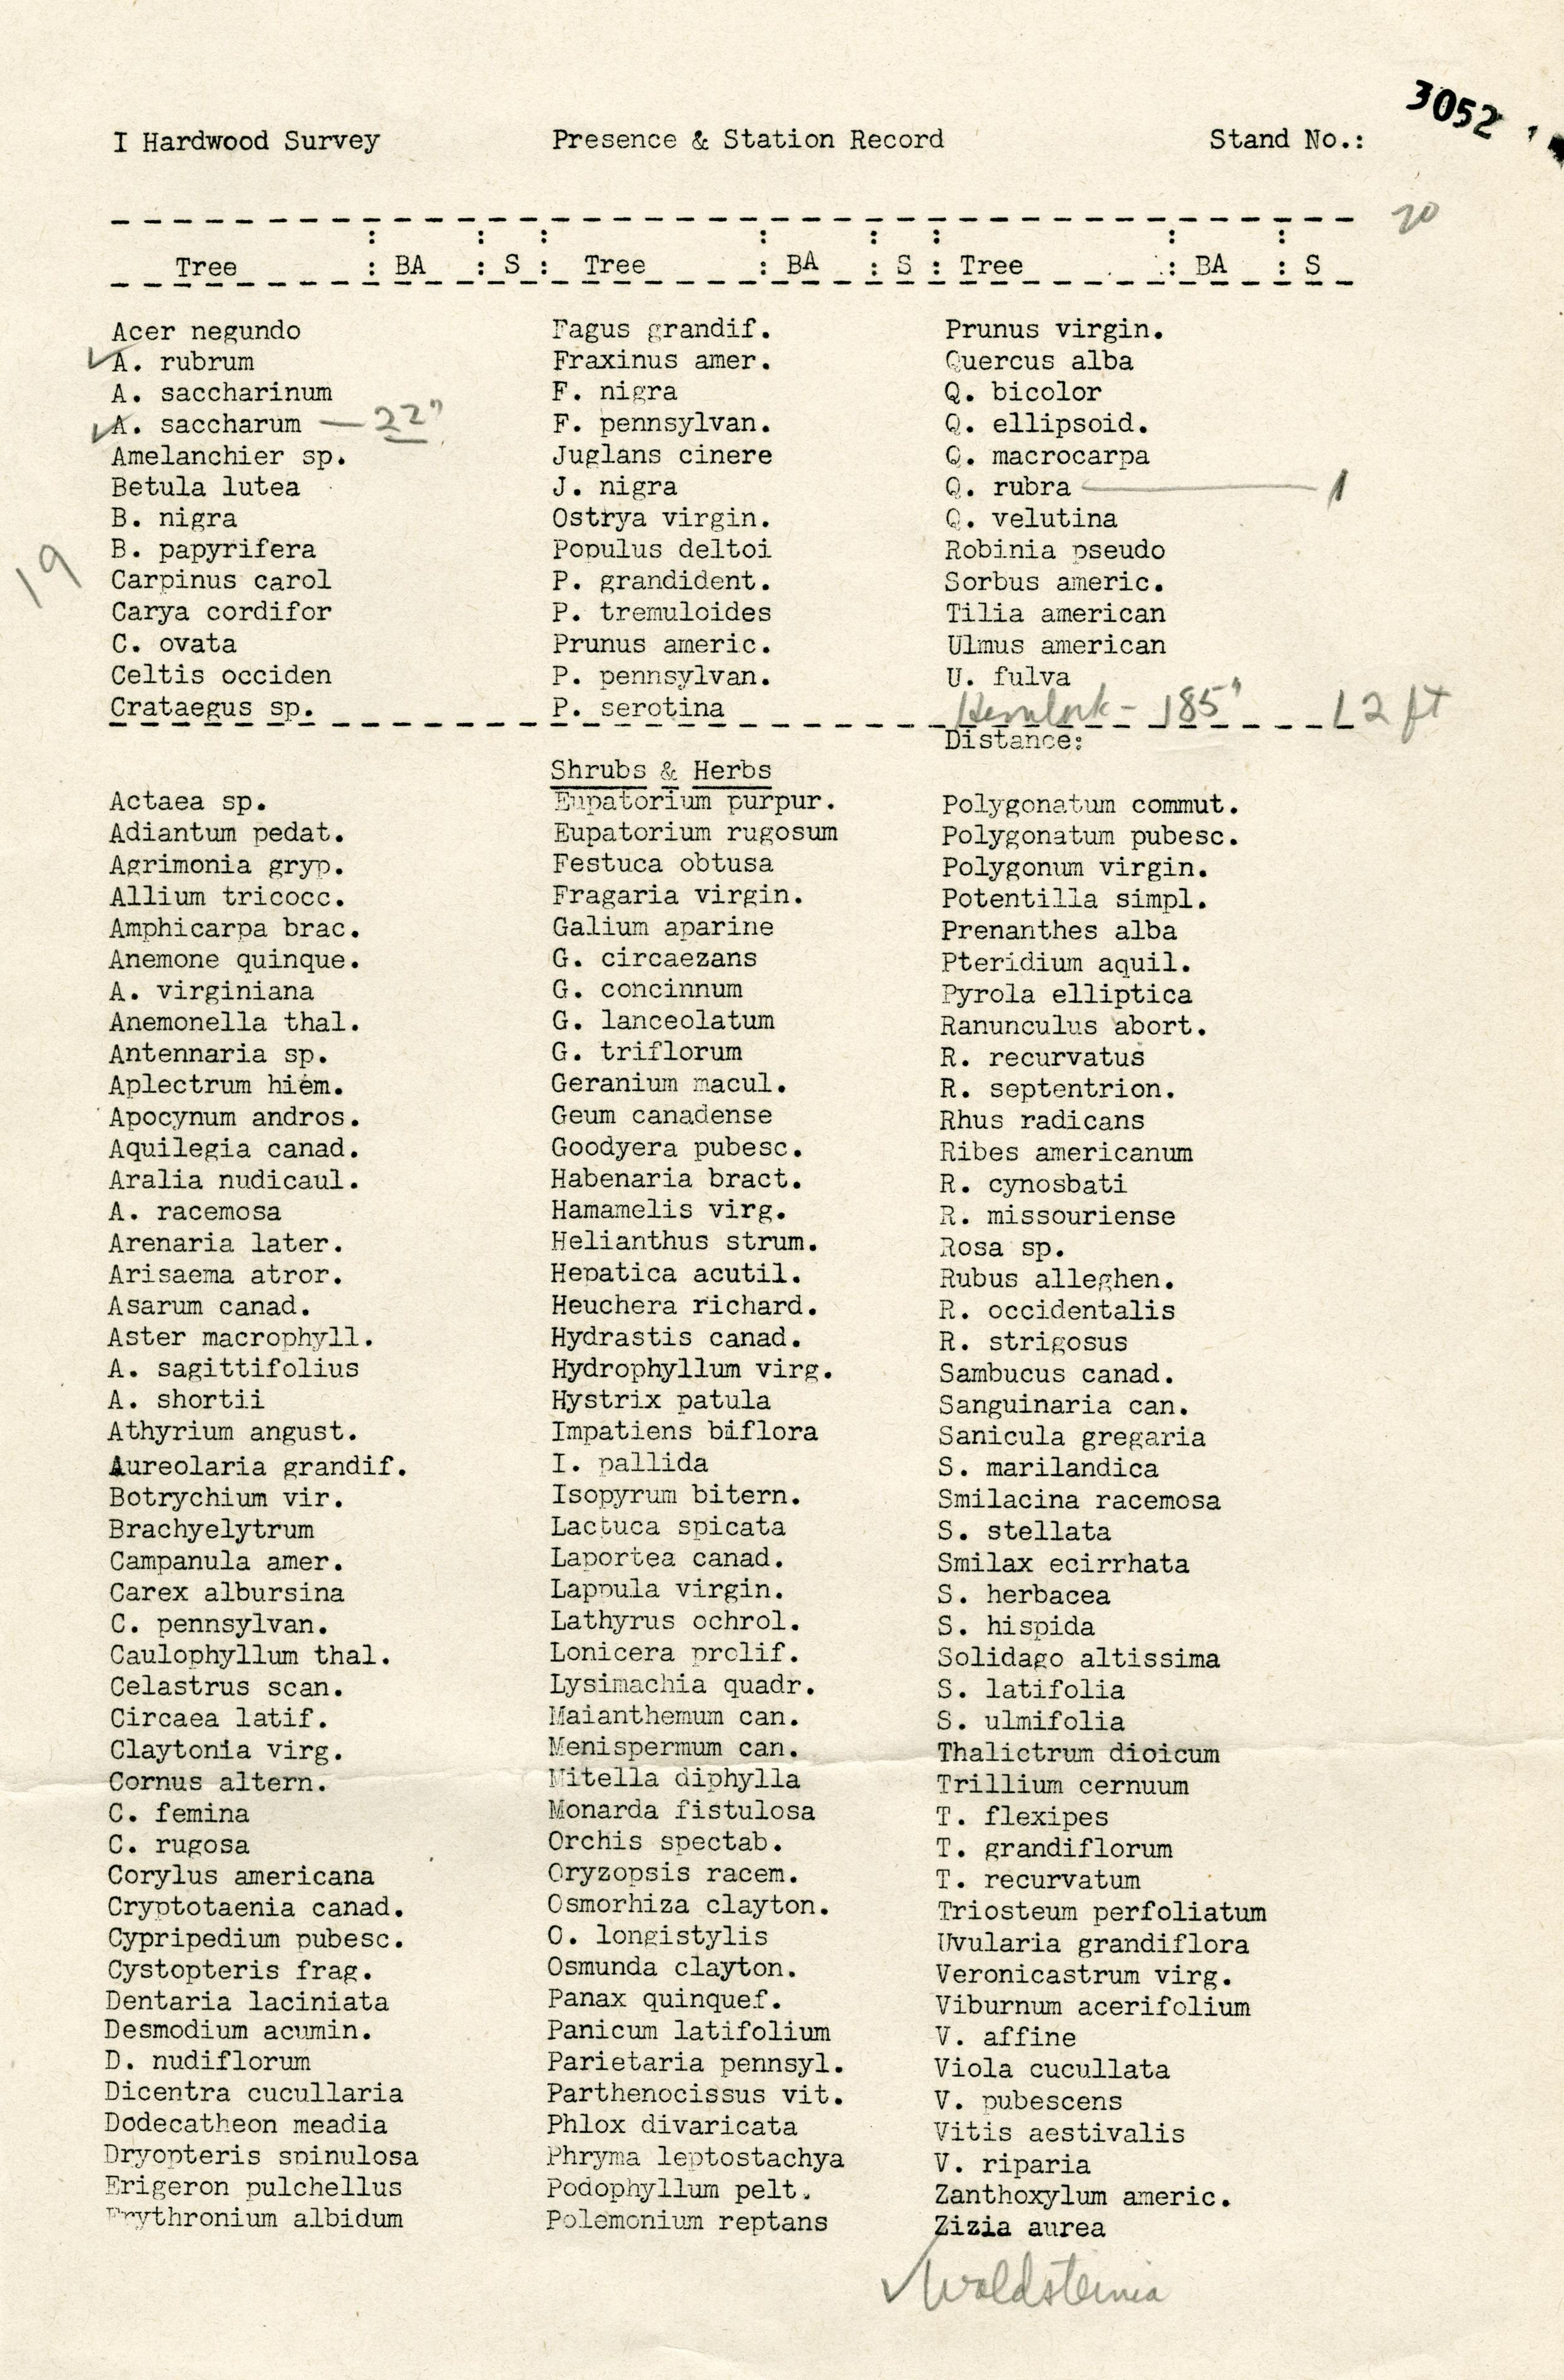 3052
I Hardwood Survey Presence & Station Record Stand No.:
20
Tree : BA : S : Tree : BA : S : Tree : BA : S
Acer negundo Fagus grandif. Prunus virgin.
✓ A. rubrum Fraxinus amer. Quercus alba
A. saccharinum F. nigra Q. bicolor
✓ A. saccharum — 22" F. pennsylvan. Q. ellipsoid.
Amelanchier sp. Juglans cinere Q. macrocarpa
Betula lutea J. nigra Q. rubra — 1
B. nigra Ostrya virgin. Q. velutina
19 B. papyrifera Populus deltoi Robinia pseudo
Carpinus carol P. grandident. Sorbus americ.
Carya cordifor P. tremuloides Tilia american
C. ovata Prunus americ. Ulmus american
Celtis occiden P. pennsylvan. U. fulva
Crataegus sp. P. serotina Hemlock - 185' 12 ft
Distance:
Shrubs & Herbs
Actaea sp. Eupatorium purpur. Polygonatum commut.
Adiantum pedat. Eupatorium rugosum Polygonatum pubesc.
Agrimonia gryp. Festuca obtusa Polygonum virgin.
Allium tricocc. Fragaria virgin. Potentilla simpl.
Amphicarpa brac. Galium aparine Prenanthes alba
Anemone quinque. G. circaezans Pteridium aquil.
A. virginiana G. concinnum Pyrola elliptica
Anemonella thal. G. lanceolatum Ranunculus abort.
Antennaria sp. G. triflorum R. recurvatus
Aplectrum hiem. Geranium macul. R. septentrion.
Apocynum andros. Geum canadense Rhus radicans
Aquilegia canad. Goodyera pubesc. Ribes americanum
Aralia nudicaul. Habenaria bract. R. cynosbati
A. racemosa Hamamelis virg. R. missouriense
Arenaria later. Helianthus strum. Rosa sp.
Arisaema atror. Hepatica acutil. Rubus alleghen.
Asarum canad. Heuchera richard. R. occidentalis
Aster macrophyll. Hydrastis canad. R. strigosus
A. sagittifolius Hydrophyllum virg. Sambucus canad.
A. shortii Hystrix patula Sanguinaria can.
Athyrium angust. Impatiens biflora Sanicula gregaria
Aureolaria grandif. I. pallida S. marilandica
Botrychium vir. Isopyrum bitern. Smilacina racemosa
Brachyelytrum Lactuca spicata S. stellata
Campanula amer. Laportea canad. Smilax ecirrhata
Carex albursina Lappula virgin. S. herbacea
C. pennsylvan. Lathyrus ochrol. S. hispida
Caulophyllum thal. Lonicera prolif. Solidago altissima
Celastrus scan. Lysimachia quadr. S. latifolia
Circaea latif. Maianthemum can. S. ulmifolia
Claytonia virg. Menispermum can. Thalictrum dioicum
Cornus altern. Mitella diphylla Trillium cernuum
C. femina Monarda fistulosa T. flexipes
C. rugosa Orchis spectab. T. grandiflorum
Corylus americana Oryzopsis racem. T. recurvatum
Cryptotaenia canad. Osmorhiza clayton. Triosteum perfoliatum
Cypripedium pubesc. O. longistylis Uvularia grandiflora
Cystopteris frag. Osmunda clayton. Veronicastrum virg.
Dentaria laciniata Panax quinquef. Viburnum acerifolium
Desmodium acumin. Panicum latifolium V. affine
D. nudiflorum Parietaria pennsyl. Viola cucullata
Dicentra cucullaria Parthenocissus vit. V. pubescens
Dodecatheon meadia Phlox divaricata Vitis aestivalis
Dryopteris spinulosa Phryma leptostachya V. riparia
Erigeron pulchellus Podophyllum pelt. Zanthoxylum americ.
Erythronium albidum Polemonium reptans Zizia aurea
✓ Waldsteinia